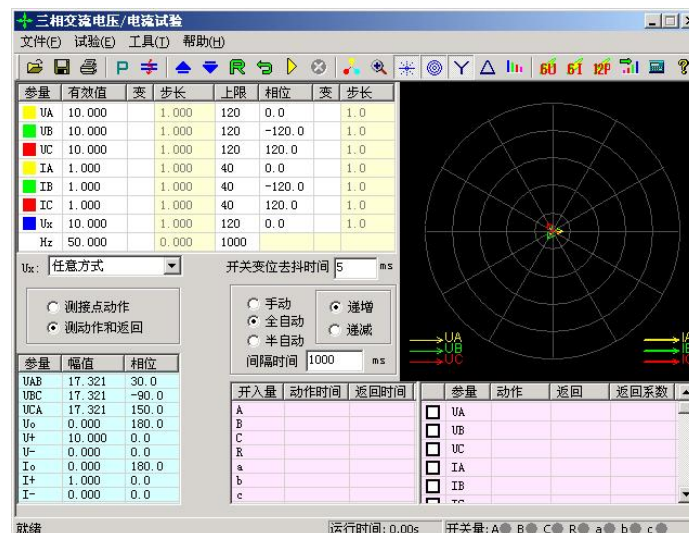 三相交流电压/电流试验
文件(F) 试验(E) 工具(T) 帮助(H)
P R 6U 6I 12P ?
参量 有效值 变 步长 上限 相位 变 步长
UA 10.000 1.000 120 0.0 1.0
UB 10.000 1.000 120 -120.0 1.0
UC 10.000 1.000 120 120.0 1.0
IA 1.000 1.000 40 0.0 1.0
IB 1.000 1.000 40 -120.0 1.0
IC 1.000 1.000 40 120.0 1.0
Ux 10.000 1.000 120 0.0 1.0
Hz 50.000 0.000 1000
Ux: 任意方式 开关变位去抖时间 5 ms
测接点动作
测动作和返回
手动
全自动
半自动
递增
递减
间隔时间 1000 ms
UA
UB
UC
IA
IB
IC
参量 幅值 相位
UAB 17.321 30.0
UBC 17.321 -90.0
UCA 17.321 150.0
Uo 0.000 180.0
U+ 10.000 0.0
U- 0.000 0.0
Io 0.000 180.0
I+ 1.000 0.0
I- 0.000 0.0
开入量 动作时间 返回时间
A
B
C
R
a
b
c
参量 动作 返回 返回系数
UA
UB
UC
IA
IB
IC
就绪 运行时间: 0.00s 开关量: A B C R a b c